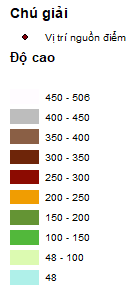 Chú giải
Vị trí nguồn điểm
Độ cao
450 - 506
400 - 450
350 - 400
300 - 350
250 - 300
200 - 250
150 - 200
100 - 150
48 - 100
48